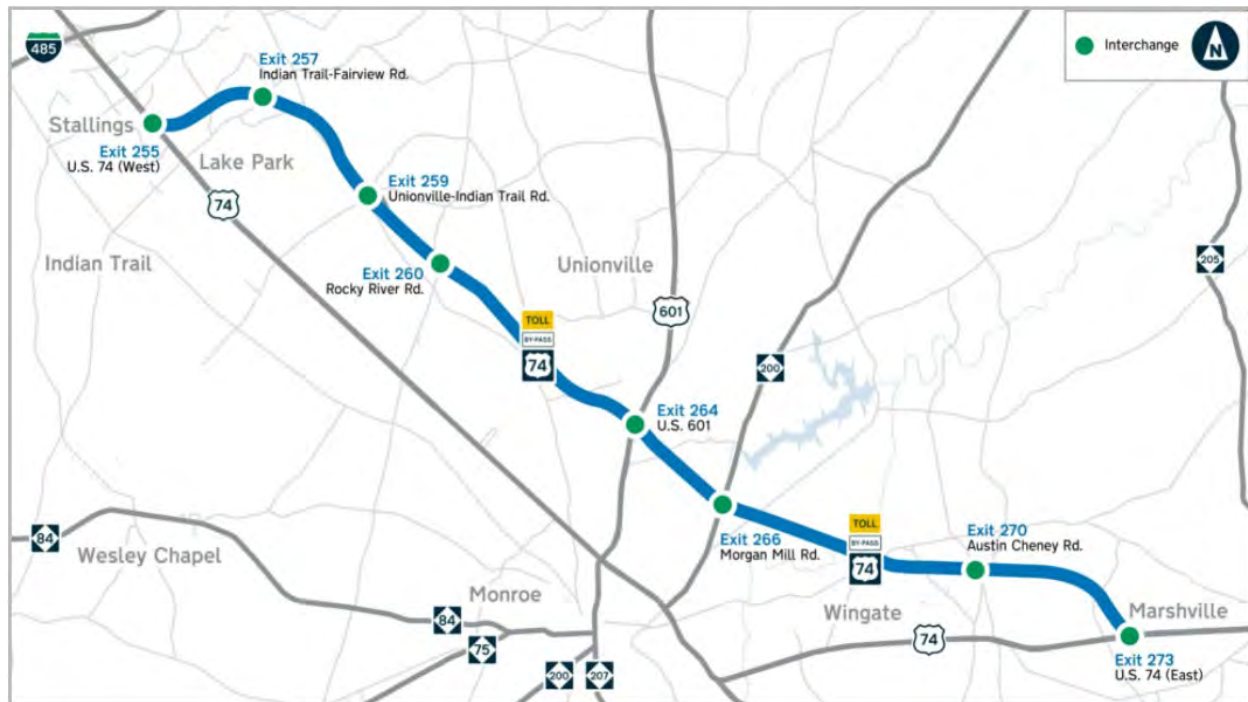 485
Interchange
N
Exit 257
Indian Trail-Fairview Rd.
Stallings
Exit 255
U.S. 74 (West)
Lake Park
74
Exit 259
Unionville-Indian Trail Rd.
Indian Trail
Exit 260
Rocky River Rd.
Unionville
205
601
TOLL
BY-PASS
74
200
Exit 264
U.S. 601
84
Wesley Chapel
Exit 266
Morgan Mill Rd.
TOLL
BY-PASS
74
Exit 270
Austin Cheney Rd.
Monroe
84
75
Wingate
74
Marshville
Exit 273
U.S. 74 (East)
200
207